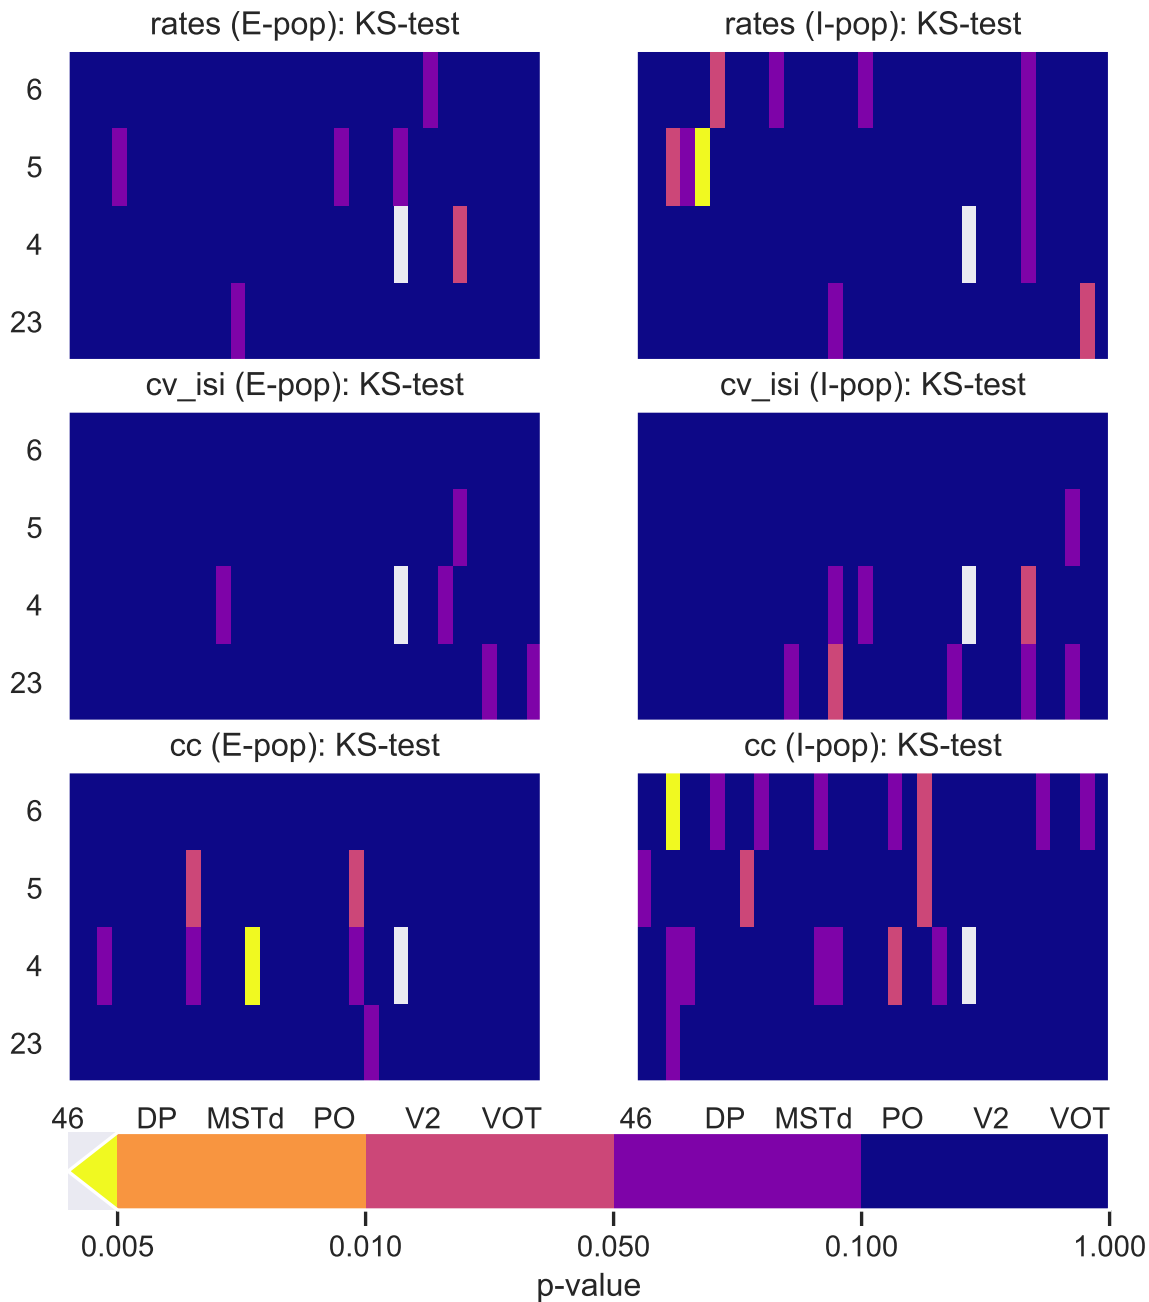 rates (E-pop): KS-test
rates (I-pop): KS-test
6
5
4
23
cv_isi (E-pop): KS-test
cv_isi (I-pop): KS-test
6
5
4
23
cc (E-pop): KS-test
cc (I-pop): KS-test
6
5
4
23
46 DP MSTd PO V2 VOT
46 DP MSTd PO V2 VOT
0.005 0.010 0.050 0.100 1.000
p-value